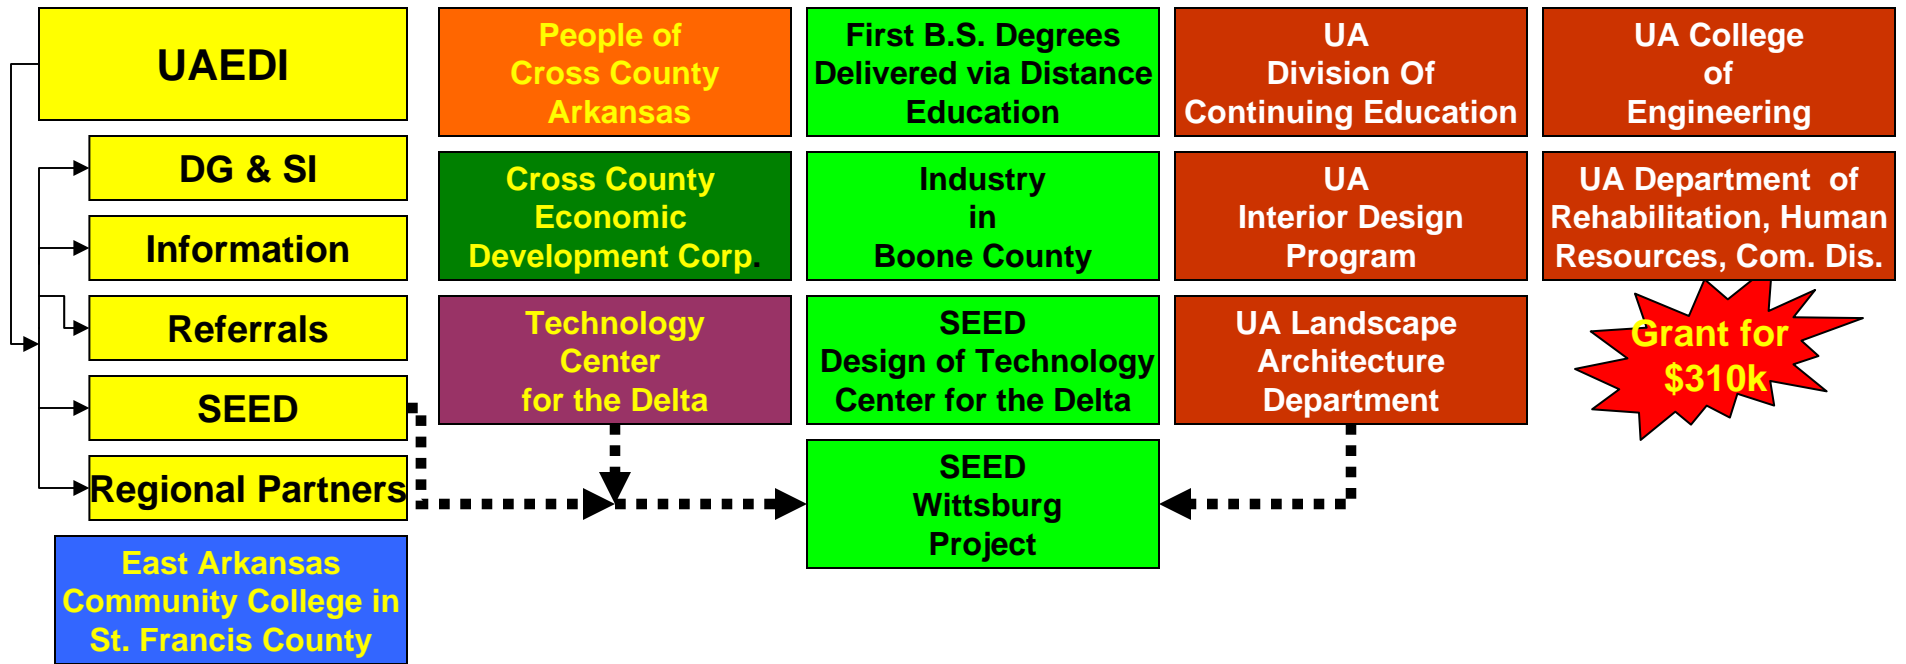 UAEDI
DG & SI
Information
Referrals
SEED
Regional Partners
East Arkansas
Community College in
St. Francis County
People of
Cross County
Arkansas
Cross County
Economic
Development Corp.
Technology
Center
for the Delta
First B.S. Degrees
Delivered via Distance
Education
Industry
in
Boone County
SEED
Design of Technology
Center for the Delta
SEED
Wittsburg
Project
UA
Division Of
Continuing Education
UA
Interior Design
Program
UA Landscape
Architecture
Department
UA College
of
Engineering
UA Department of
Rehabilitation, Human
Resources, Com. Dis.
Grant for
$310k